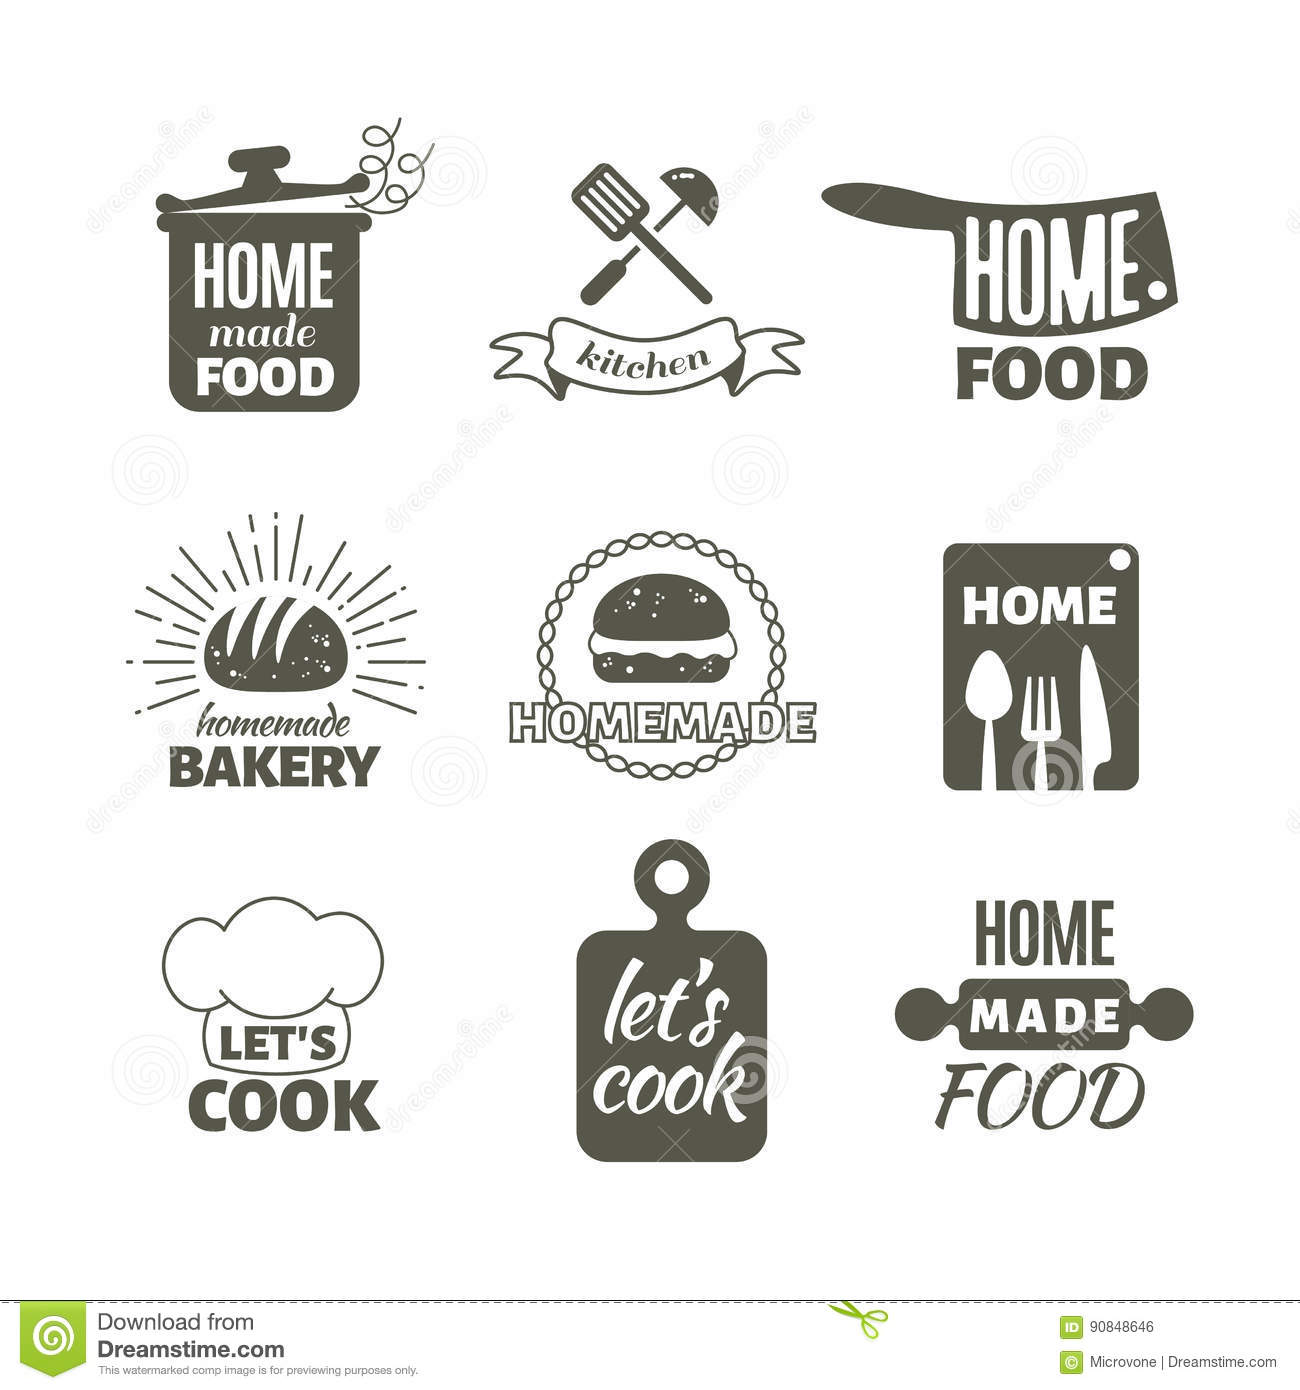 HOME
made
FOOD
kitchen
HOME
FOOD
homemade
BAKERY
HOMEMADE
HOME
LET'S
COOK
let's
cook
HOME
MADE
FOOD
dreamstime
Download from
Dreamstime.com
This watermarked comp image is for previewing purposes only.
ID 90848646
© Microvone | Dreamstime.com